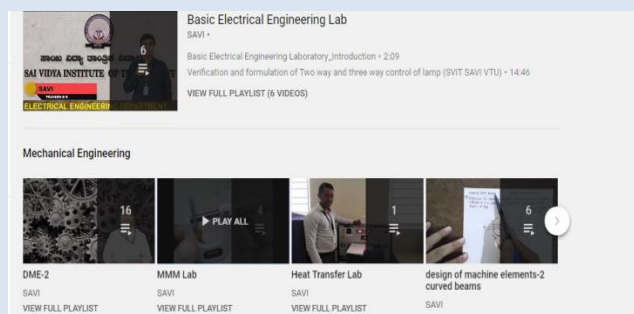 Basic Electrical Engineering Lab
SAVI •
6
Basic Electrical Engineering Laboratory_Introduction • 2:09
Verification and formulation of Two way and three way control of lamp (SVIT SAVI VTU) • 14:46
VIEW FULL PLAYLIST (6 VIDEOS)
SAI VIDYA INSTITUTE OF
SAVI
ELECTRICAL ENGINEERING DEPARTMENT
Mechanical Engineering
16
PLAY ALL
4
1
6
DME-2
MMM Lab
Heat Transfer Lab
design of machine elements-2
curved beams
SAVI
SAVI
SAVI
SAVI
VIEW FULL PLAYLIST
VIEW FULL PLAYLIST
VIEW FULL PLAYLIST